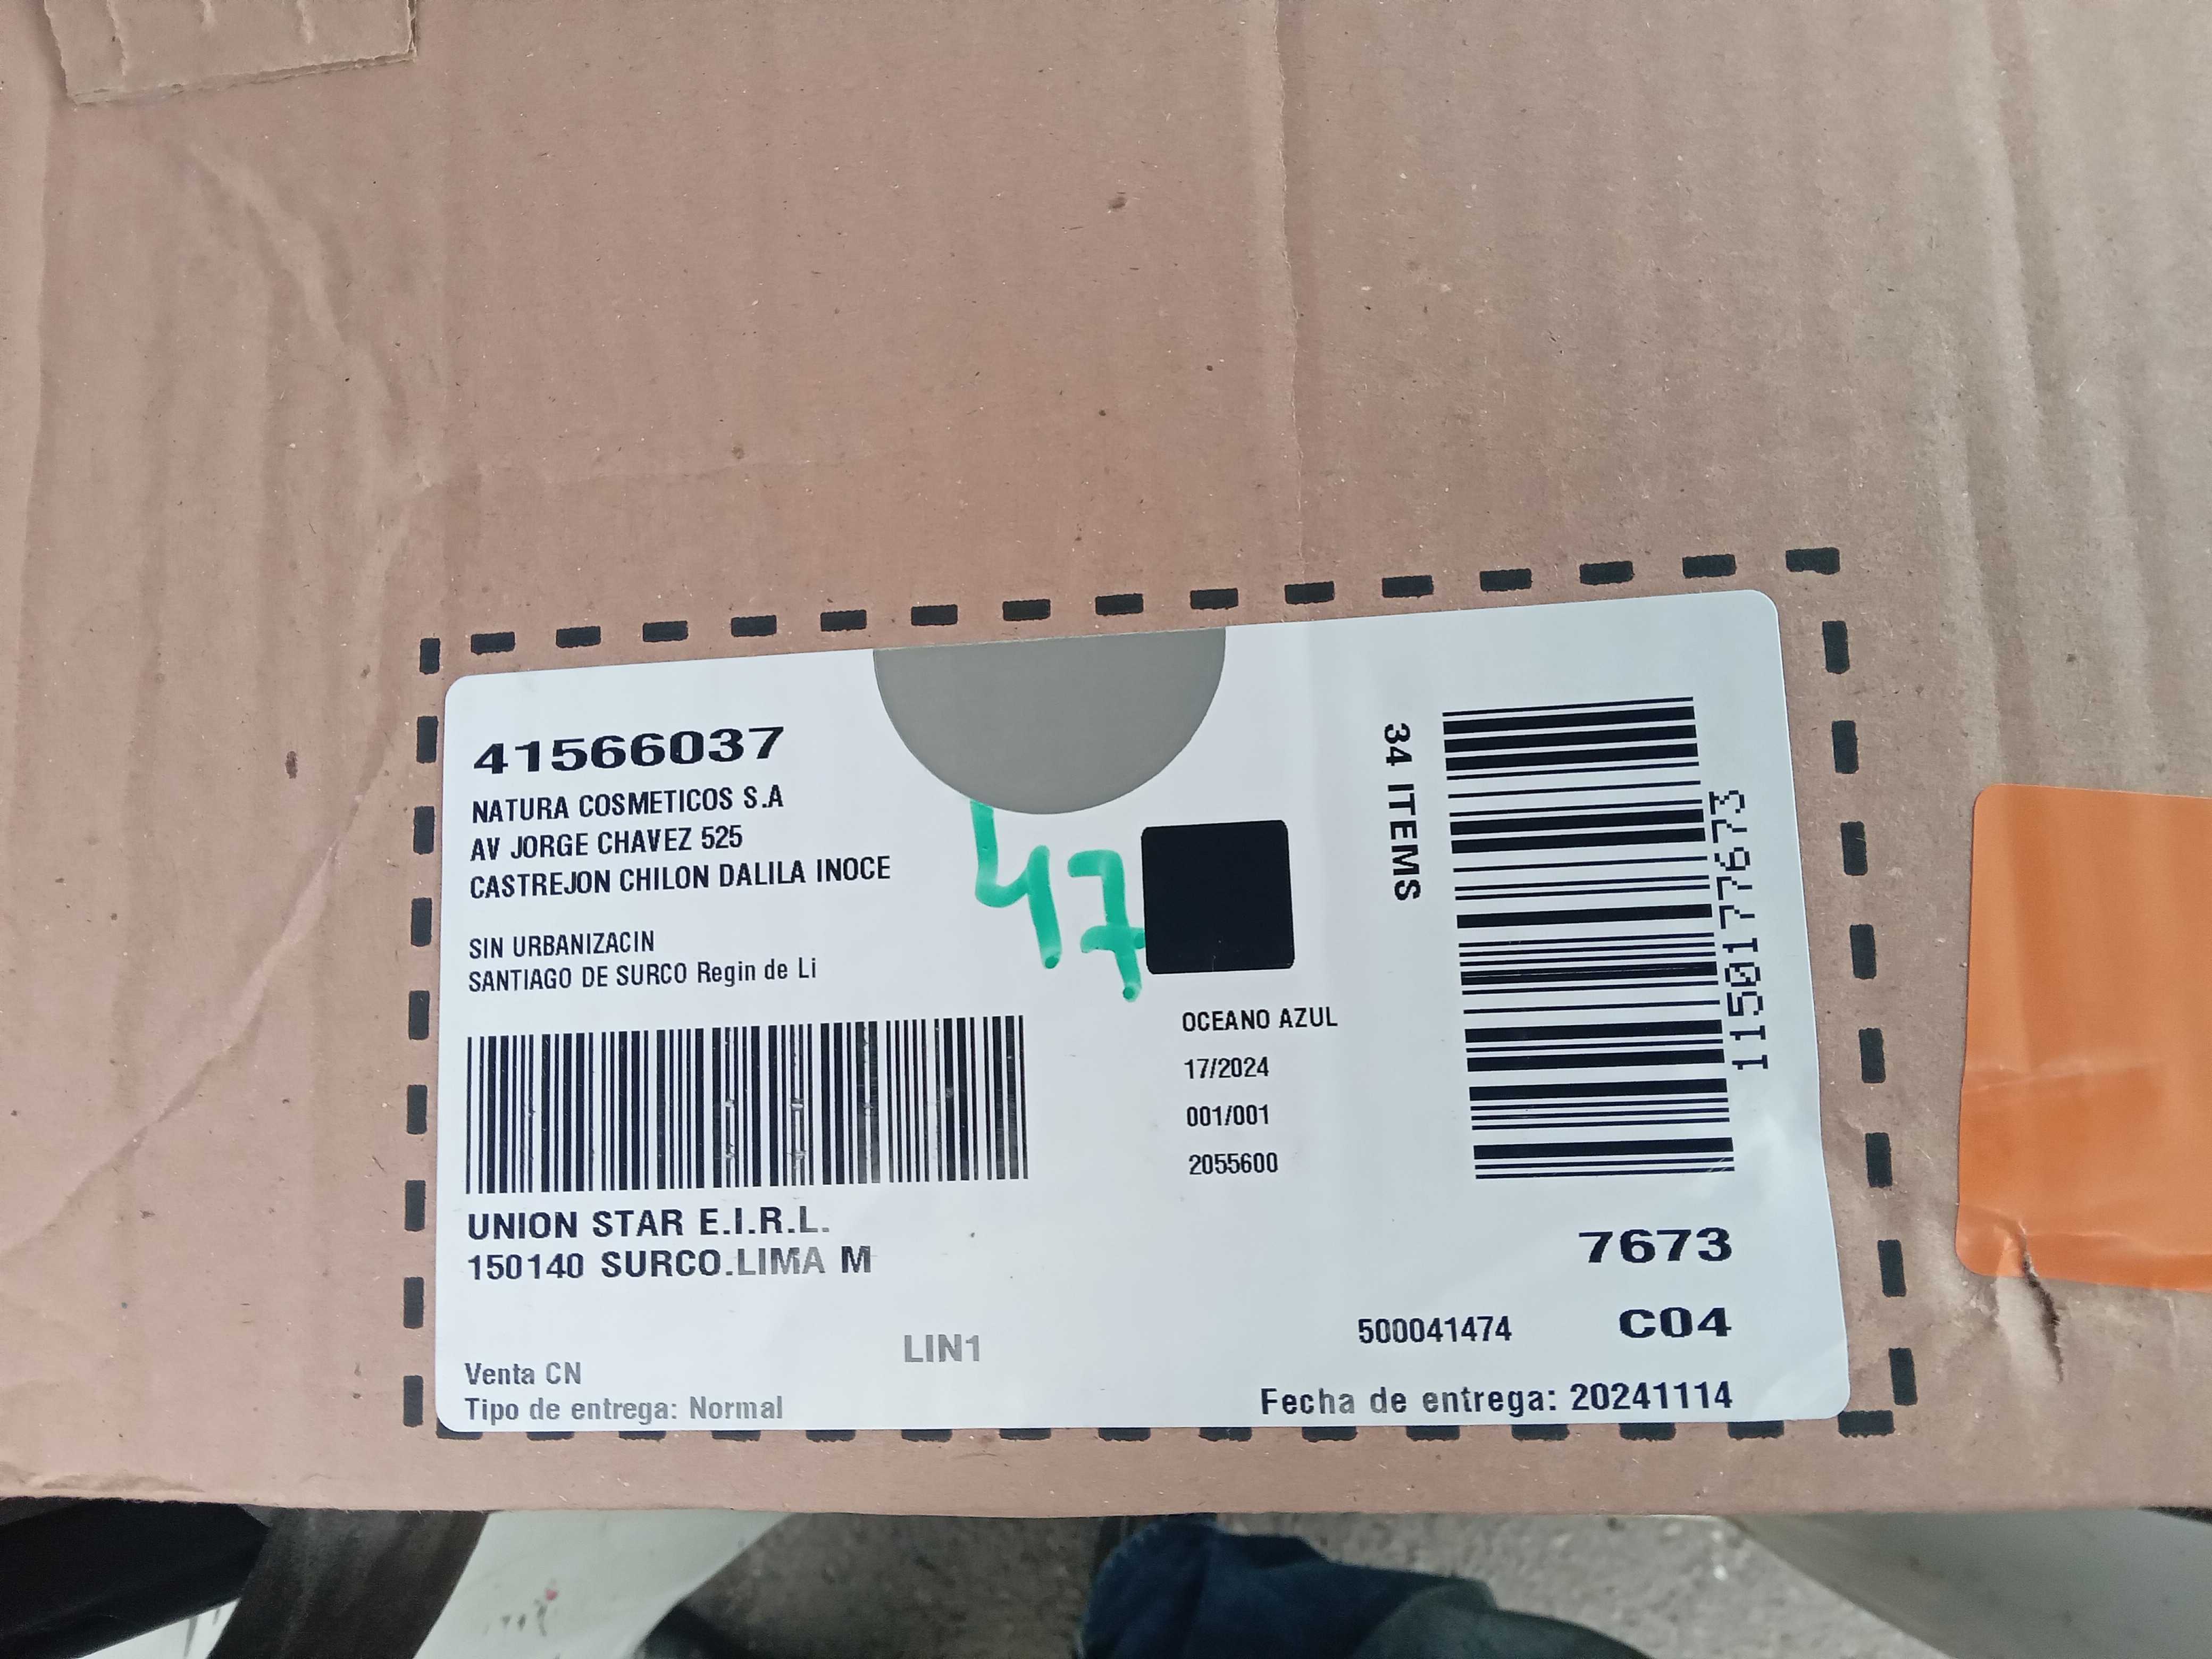 41566037
NATURA COSMETICOS S.A
AV JORGE CHAVEZ 525
CASTREJON CHILON DALILA INOCE
SIN URBANIZACIN
SANTIAGO DE SURCO Regin de Li
47
OCEANO AZUL
17/2024
001/001
2055600
34 ITEMS
1150177673
UNION STAR E.I.R.L.
150140 SURCO.LIMA M
7673
C04
500041474
LIN1
Venta CN
Tipo de entrega: Normal
Fecha de entrega: 20241114